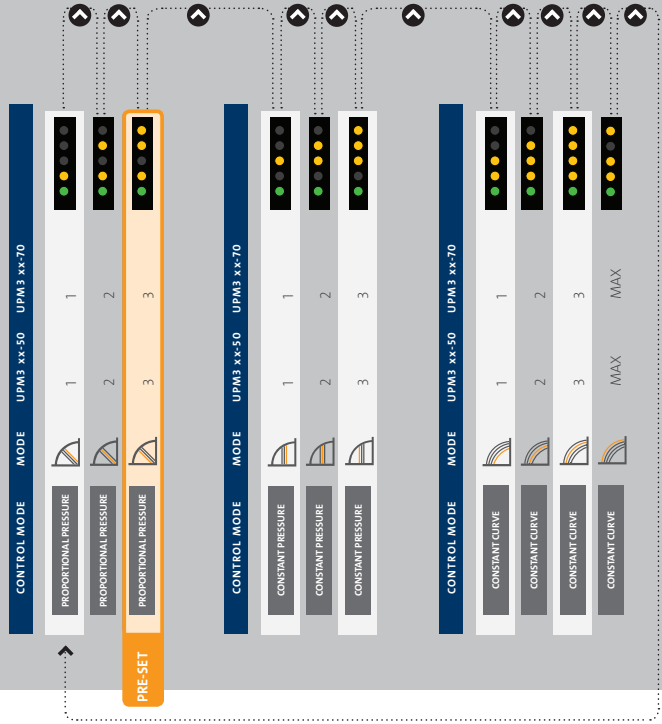 CONTROL MODE MODE UPM3 xx-50 UPM3 xx-70
PROPORTIONAL PRESSURE 1 1
PROPORTIONAL PRESSURE 2 2
PRE-SET PROPORTIONAL PRESSURE 3 3
CONTROL MODE MODE UPM3 xx-50 UPM3 xx-70
CONSTANT PRESSURE 1 1
CONSTANT PRESSURE 2 2
CONSTANT PRESSURE 3 3
CONTROL MODE MODE UPM3 xx-50 UPM3 xx-70
CONSTANT CURVE 1 1
CONSTANT CURVE 2 2
CONSTANT CURVE 3 3
CONSTANT CURVE MAX MAX